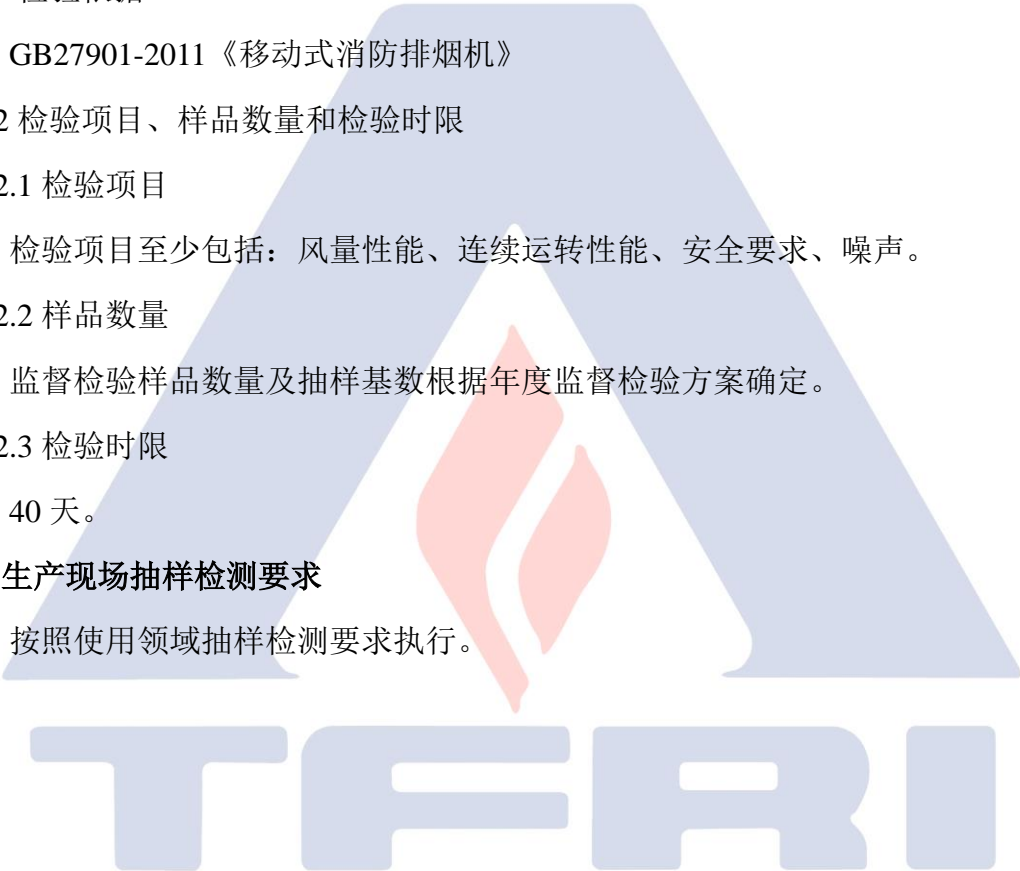 GB27901-2011《移动式消防排烟机》
2 检验项目、样品数量和检验时限
2.1 检验项目
检验项目至少包括：风量性能、连续运转性能、安全要求、噪声。
2.2 样品数量
监督检验样品数量及抽样基数根据年度监督检验方案确定。
2.3 检验时限
40 天。
生产现场抽样检测要求
按照使用领域抽样检测要求执行。
TFRI